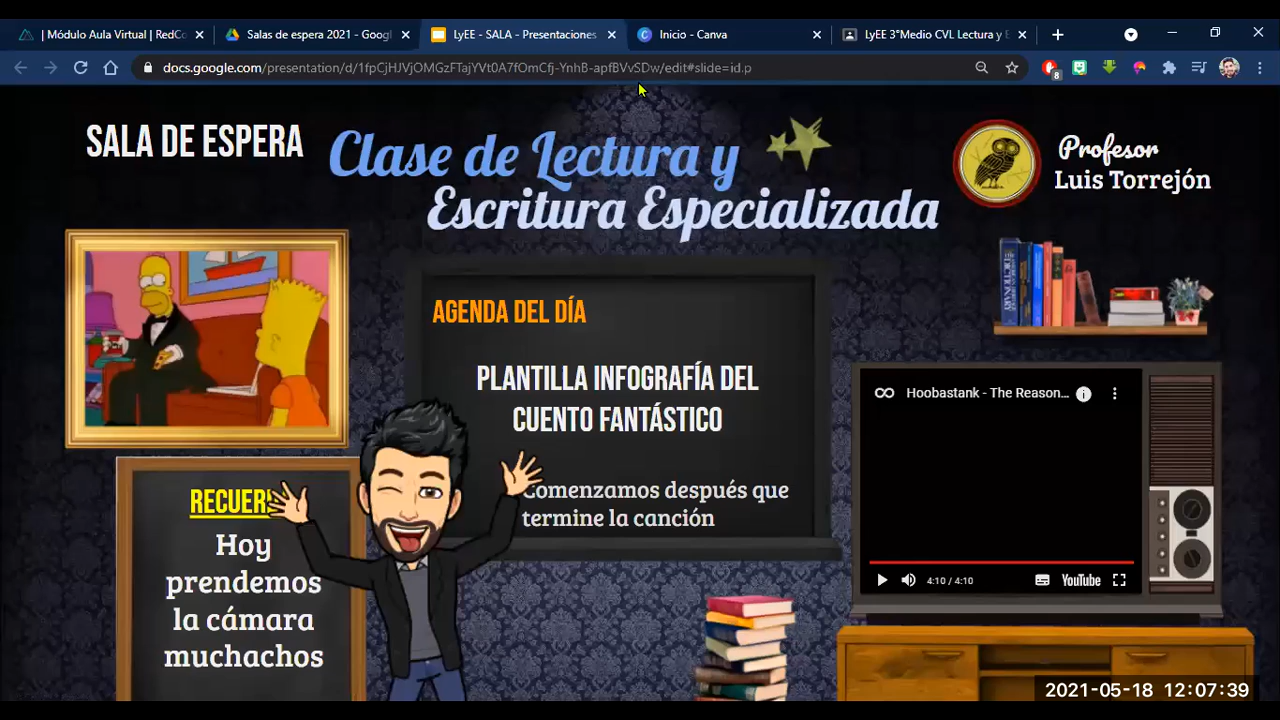 | Módulo Aula Virtual | RedCo
Salas de espera 2021 - Googl
LyEE - SALA - Presentaciones
Inicio - Canva
LyEE 3°Medio CVL Lectura y E
docs.google.com/presentation/d/1fpCjHJVjOMGzFTajYVt0A7fOmCfj-YnhB-apfBVvSDw/edit#slide=id.p
8
SALA DE ESPERA
Clase de Lectura y
Escritura Especializada
Profesor
Luis Torrejón
DICTIONARY
AGENDA DEL DÍA
PLANTILLA INFOGRAFÍA DEL
CUENTO FANTÁSTICO
Comenzamos después que
termine la canción
Hoobastank - The Reason...
4:10 / 4:10
YouTube
RECUER
Hoy
prendemos
la cámara
muchachos
2021-05-18 12:07:39